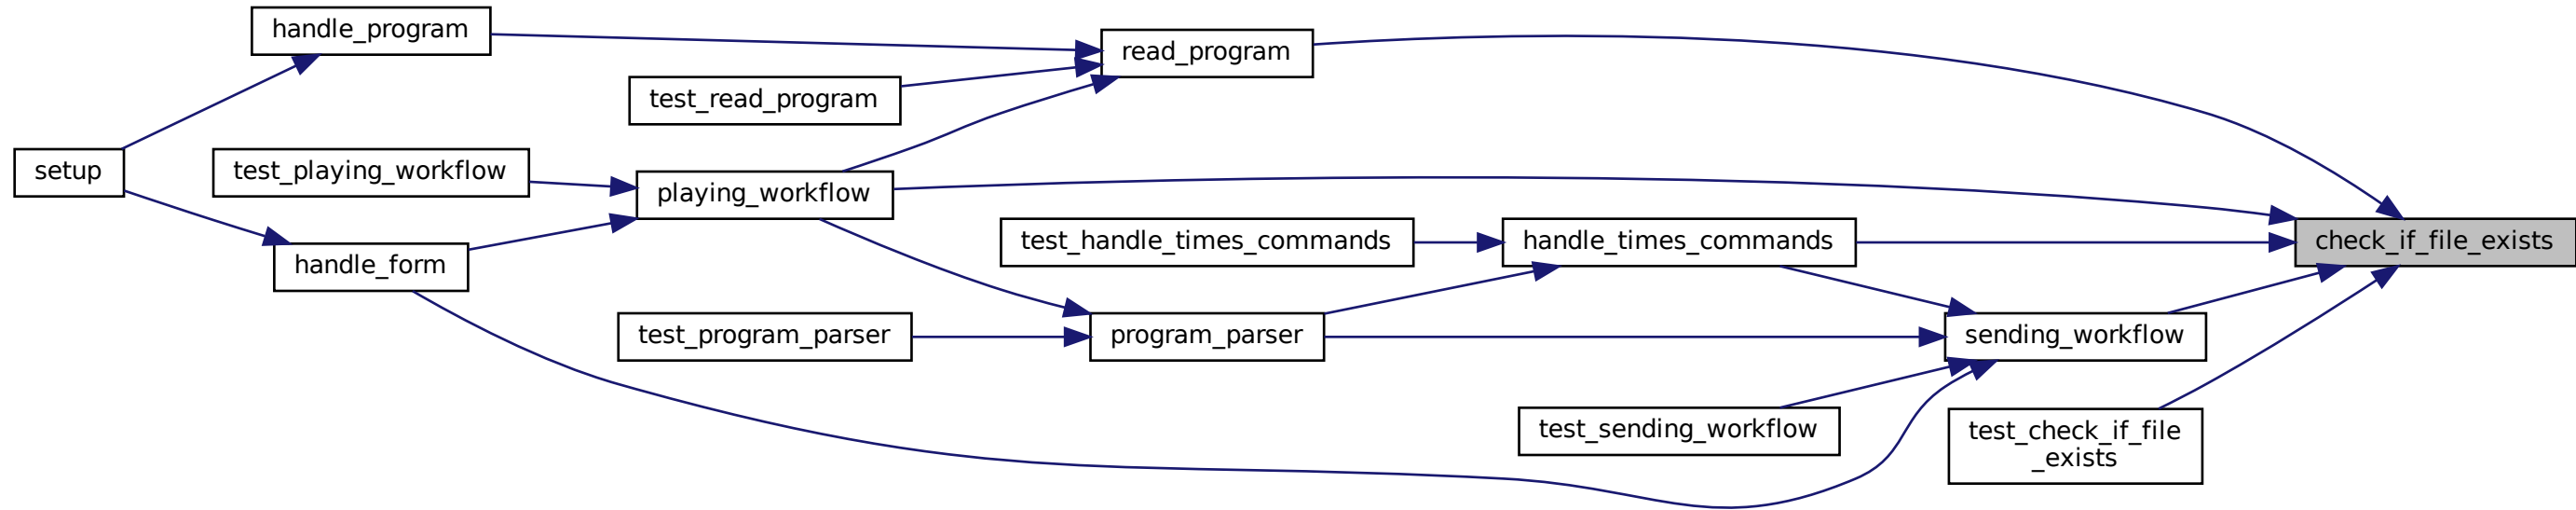 handle_program
read_program
test_read_program
setup
test_playing_workflow
playing_workflow
test_handle_times_commands
handle_times_commands
check_if_file_exists
handle_form
test_program_parser
program_parser
sending_workflow
test_sending_workflow
test_check_if_file
_exists